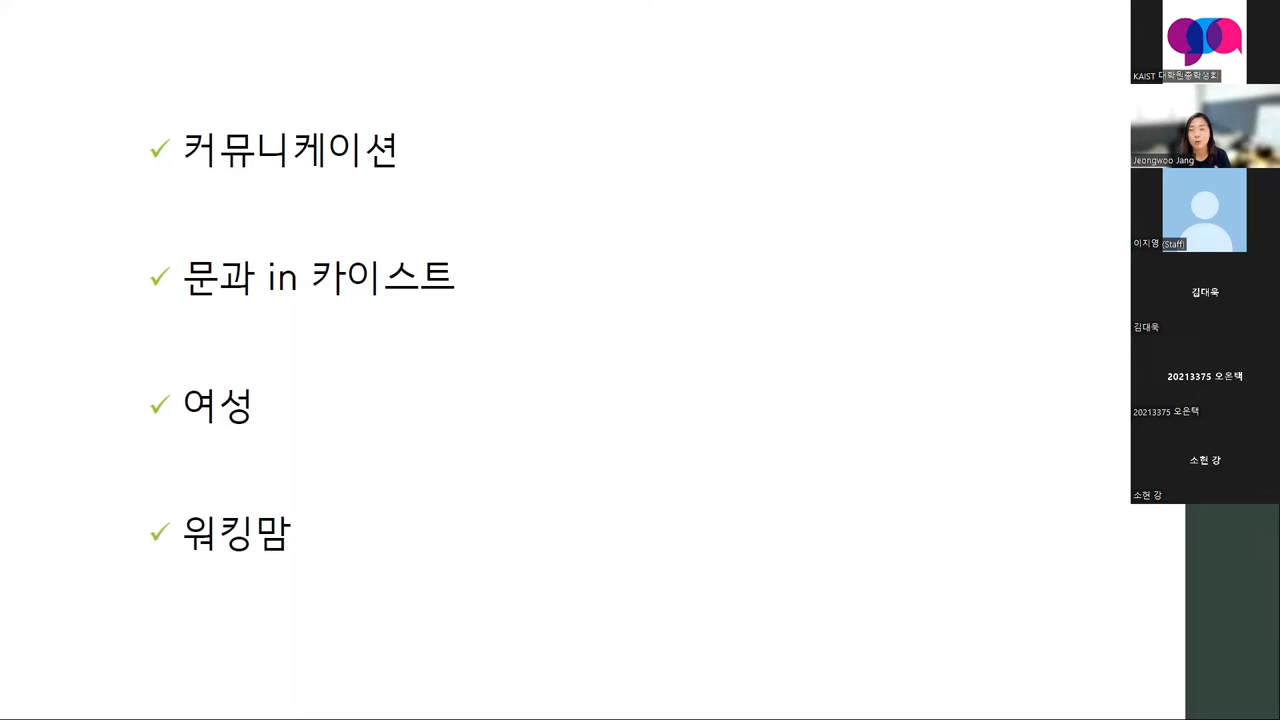 커뮤니케이션
문과 in 카이스트
여성
워킹맘
KAIST 대학원총학생회
Jeongwoo Jang
이지영 (Staff)
김대욱
김대욱
20213375 오은택
20213375 오은택
소현 강
소현 강